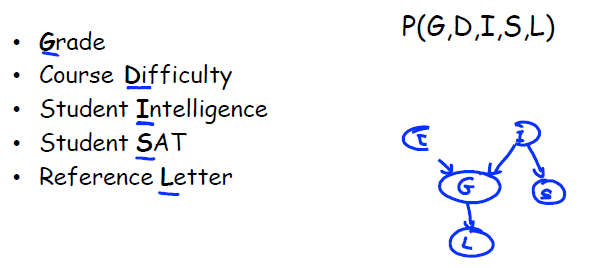 • Grade
• Course Difficulty
• Student Intelligence
• Student SAT
• Reference Letter
P(G,D,I,S,L)
I
G
S
L